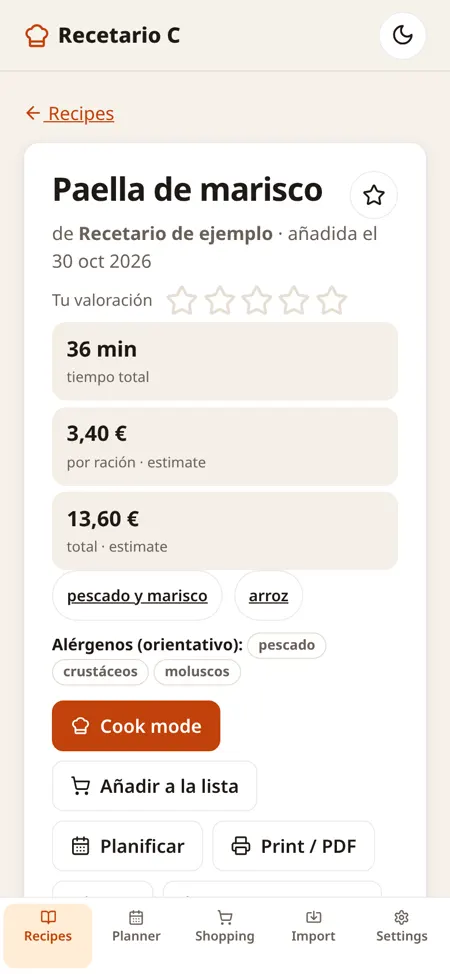 Recetario C
Recipes
Paella de marisco
de Recetario de ejemplo · añadida el
30 oct 2026
Tu valoración
36 min
tiempo total
3,40 €
por ración · estimate
13,60 €
total · estimate
pescado y marisco arroz
Alérgenos (orientativo): pescado
crustáceos moluscos
Cook mode
Añadir a la lista
Planificar Print / PDF
Recipes Planner Shopping Import Settings